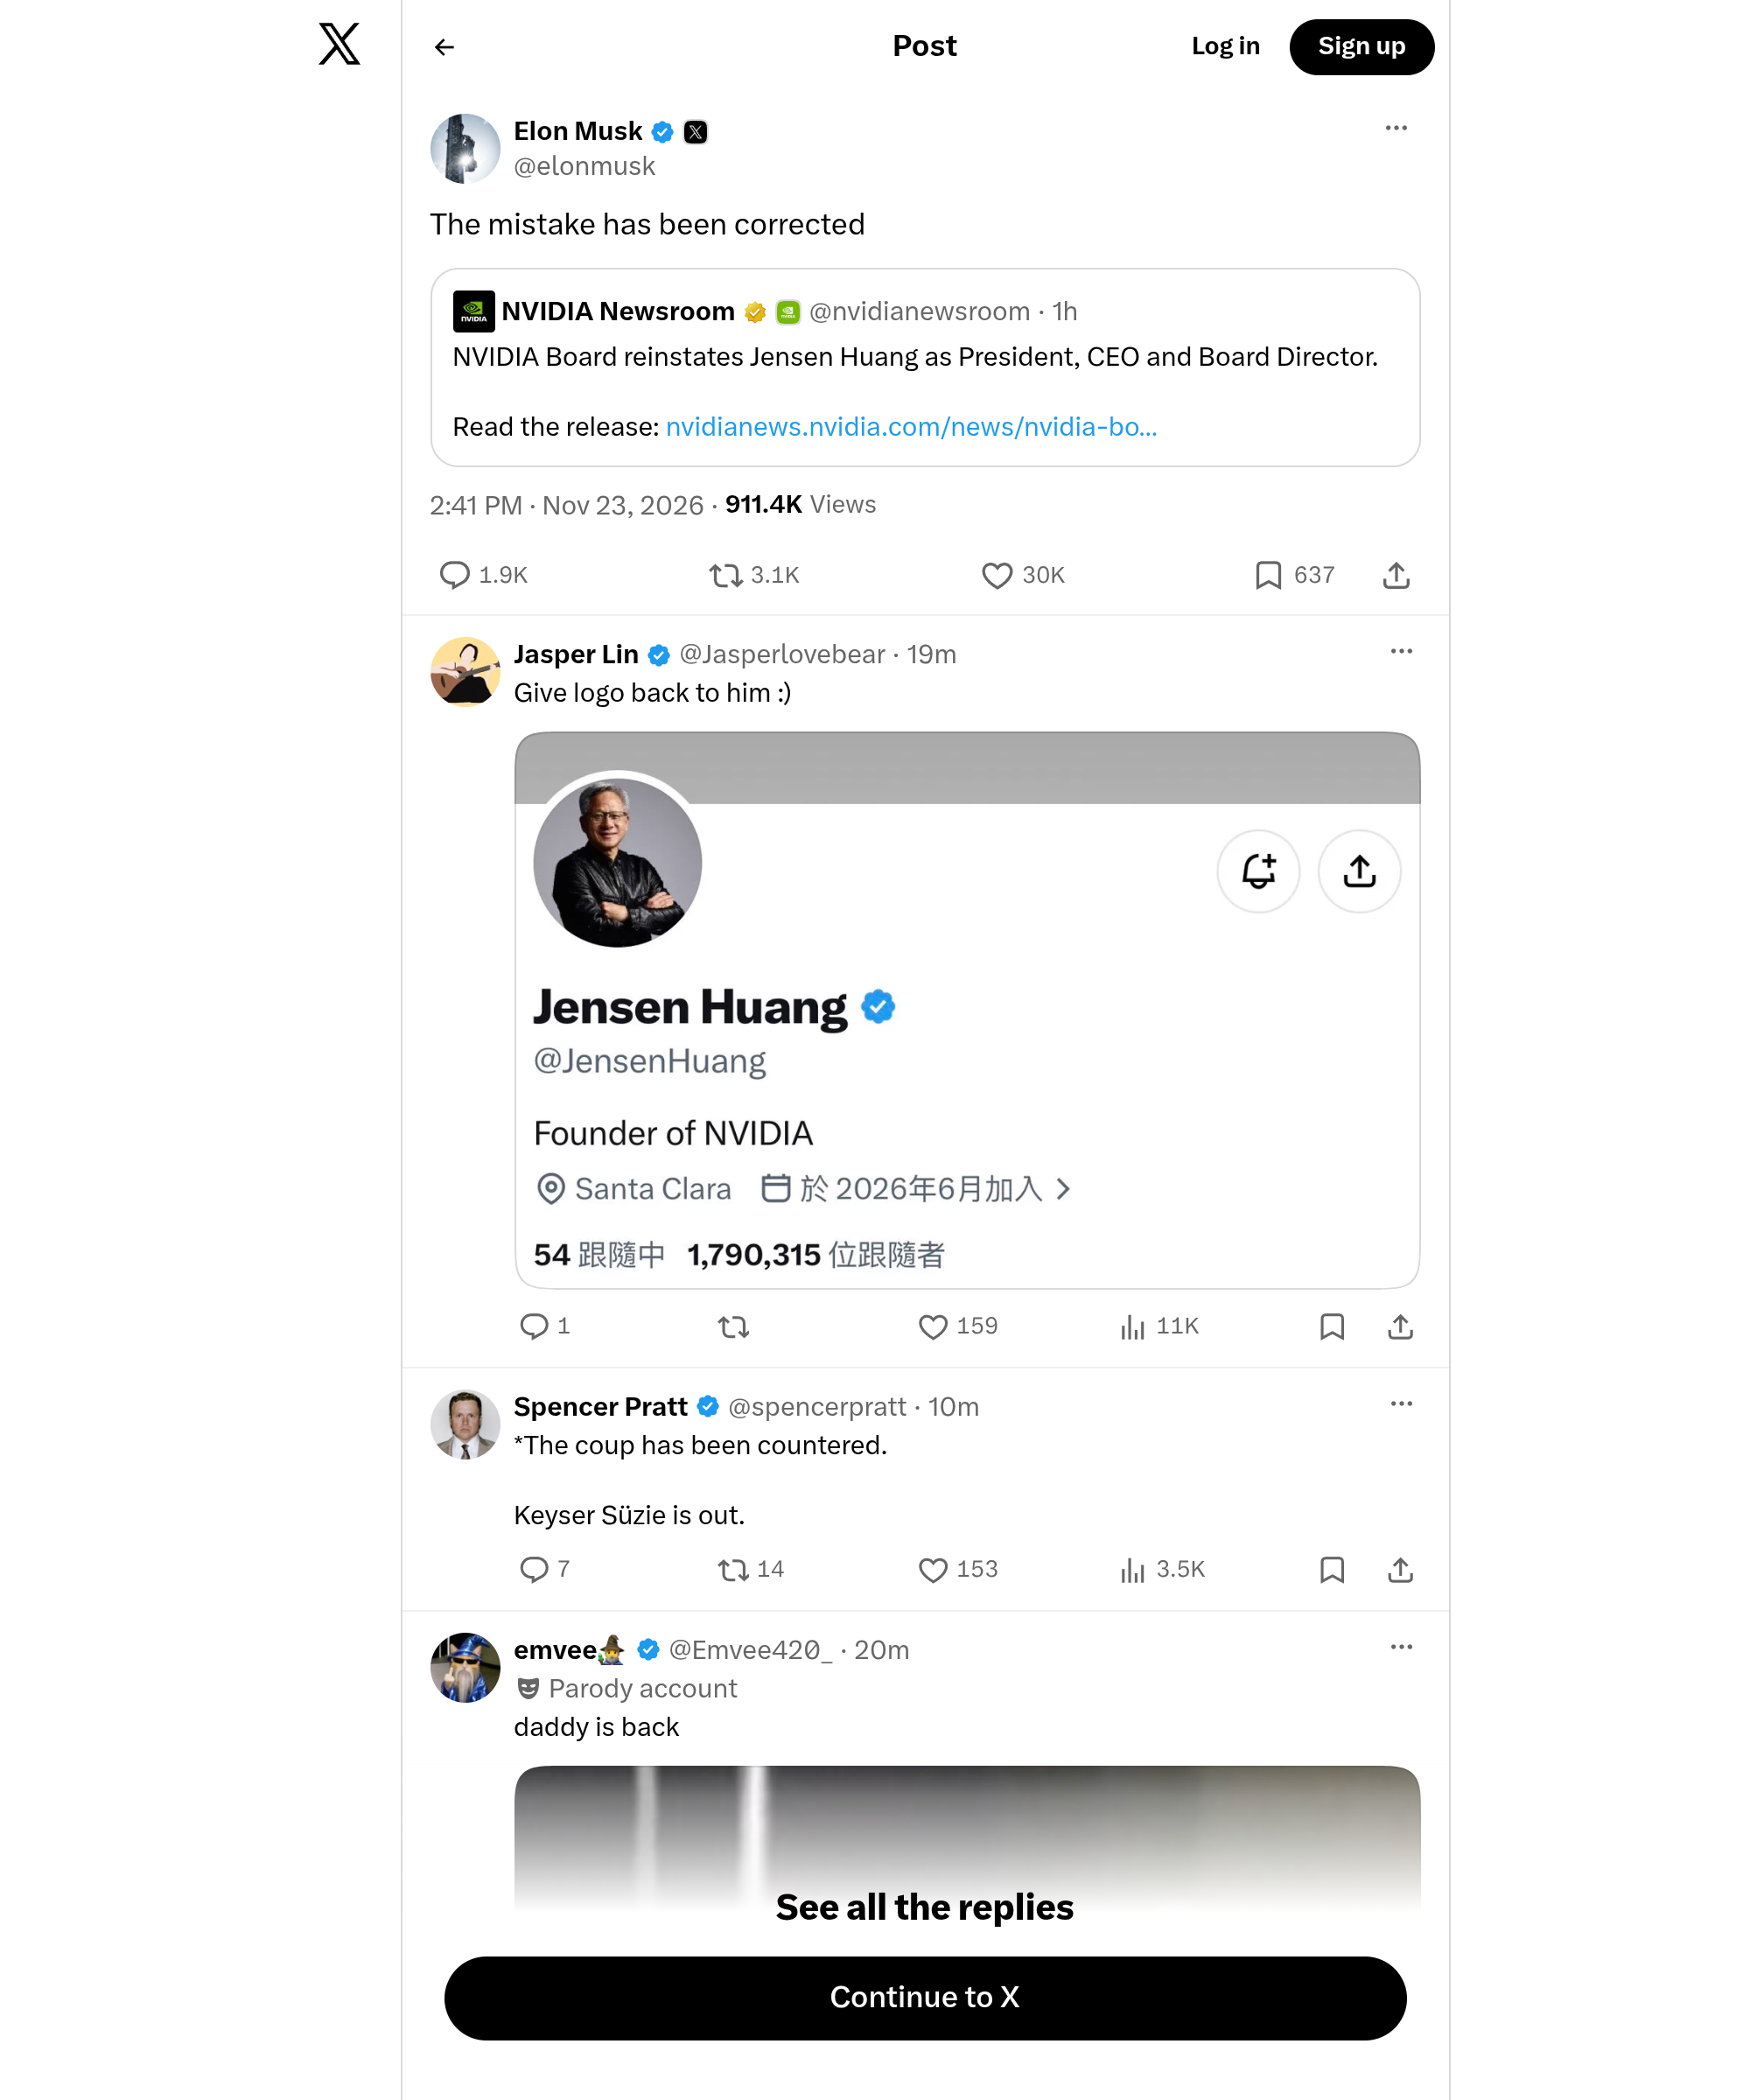 Post
Log in
Sign up
Elon Musk
@elonmusk
The mistake has been corrected
NVIDIA
NVIDIA Newsroom @nvidianewsroom · 1h
NVIDIA Board reinstates Jensen Huang as President, CEO and Board Director.
Read the release: nvidianews.nvidia.com/news/nvidia-bo...
2:41 PM · Nov 23, 2026 · 911.4K Views
1.9K 3.1K 30K 637
Jasper Lin @Jasperlovebear · 19m
Give logo back to him :)
Jensen Huang
@JensenHuang
Founder of NVIDIA
Santa Clara 於 2026年6月加入
54 跟隨中 1,790,315 位跟隨者
1 159 11K
Spencer Pratt @spencerpratt · 10m
*The coup has been countered.
Keyser Süzie is out.
7 14 153 3.5K
emvee @Emvee420_ · 20m
Parody account
daddy is back
See all the replies
Continue to X